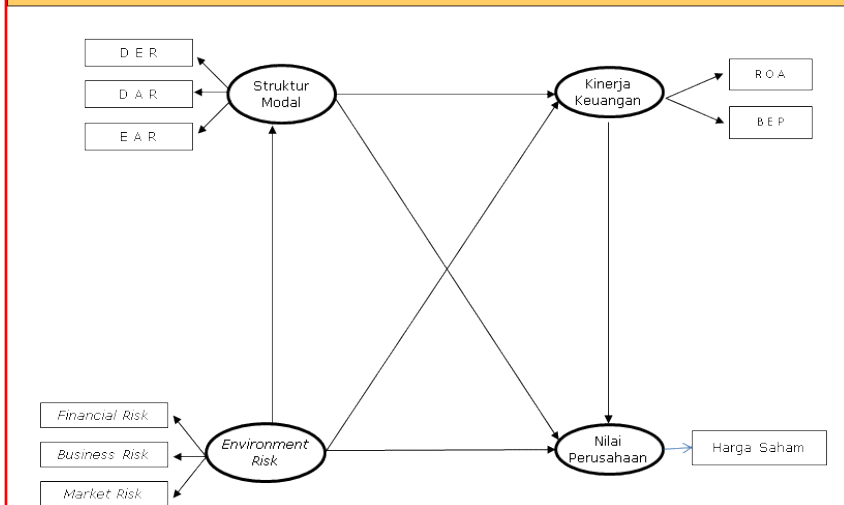 D E R
D A R
E A R
Struktur
Modal
Kinerja
Keuangan
R O A
B E P
Financial Risk
Business Risk
Market Risk
Environment
Risk
Nilai
Perusahaan
Harga Saham